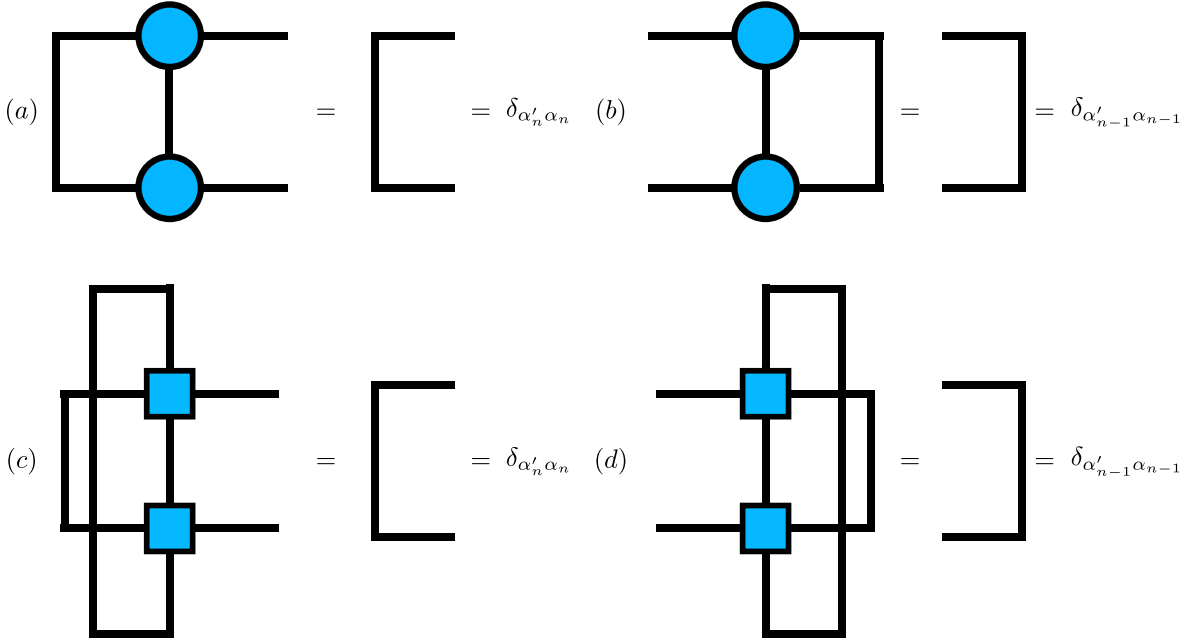 (a) = = δ_{α′_n α_n} (b) = = δ_{α′_{n−1} α_{n−1}}
(c) = = δ_{α′_n α_n} (d) = = δ_{α′_{n−1} α_{n−1}}